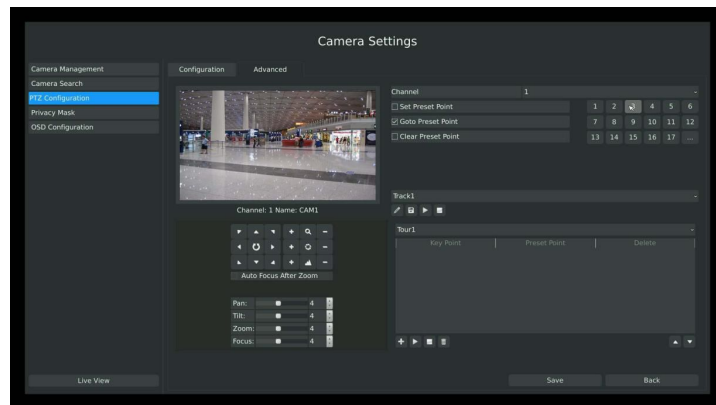 Camera Settings
Camera Management
Camera Search
PTZ Configuration
Privacy Mask
OSD Configuration
Live View
Configuration
Advanced
Channel: 1 Name: CAM1
Auto Focus After Zoom
Pan: 4
Tilt: 4
Zoom: 4
Focus: 4
Channel 1
Set Preset Point
Goto Preset Point
Clear Preset Point
1 2 3 4 5 6
7 8 9 10 11 12
13 14 15 16 17 ...
Track1
Tour1
Key Point Preset Point Delete
Save
Back